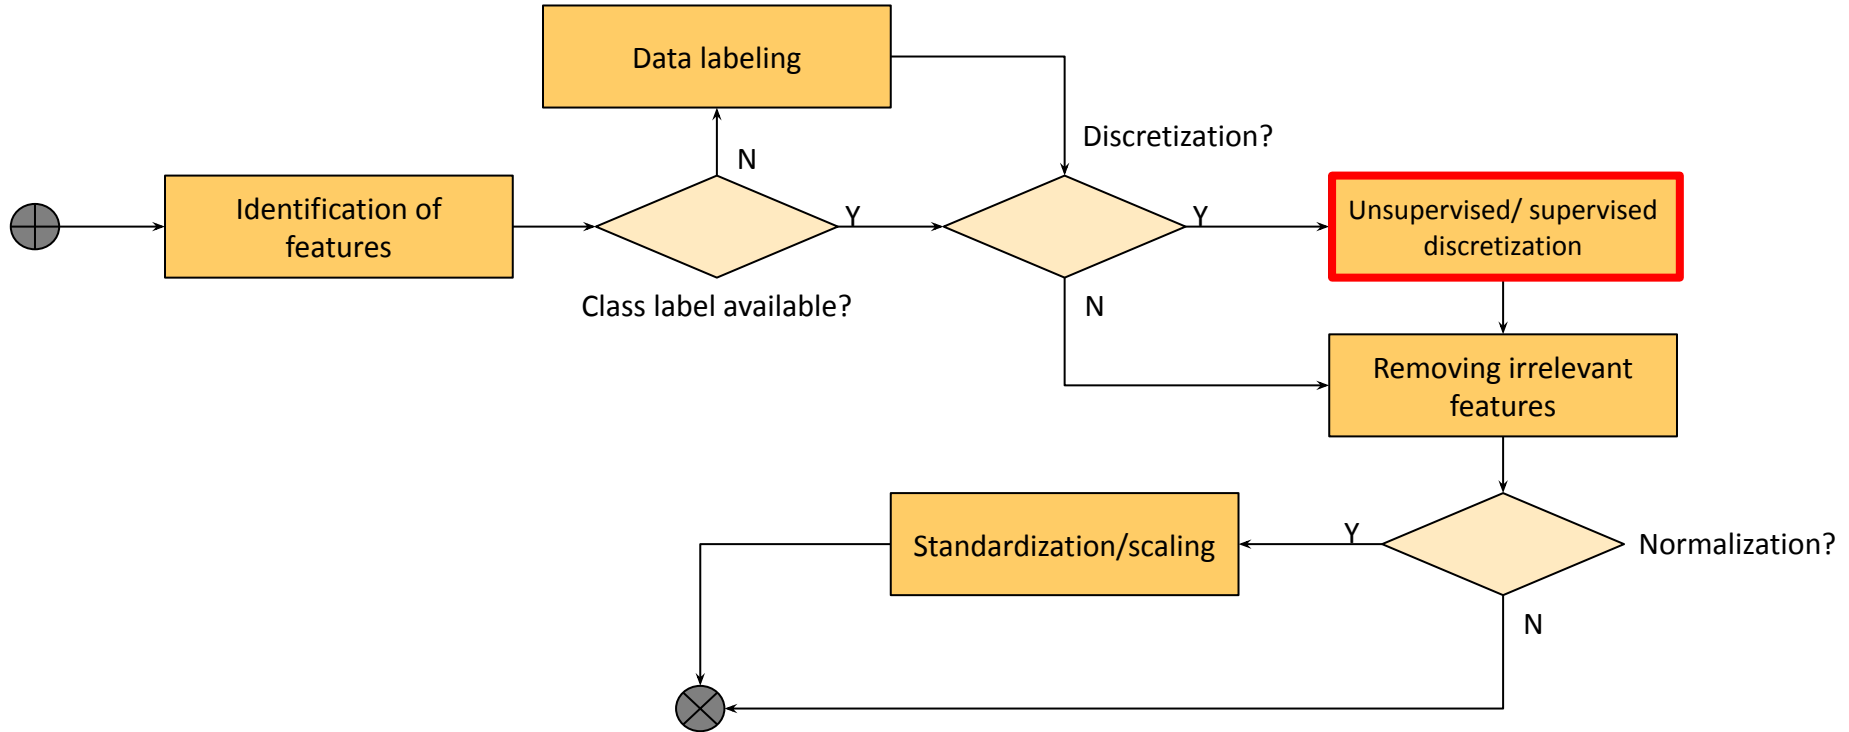 Data labeling
Discretization?
N
Identification of
features
Y
Y
Unsupervised/ supervised
discretization
Class label available?
N
Removing irrelevant
features
Standardization/scaling
Y
Normalization?
N